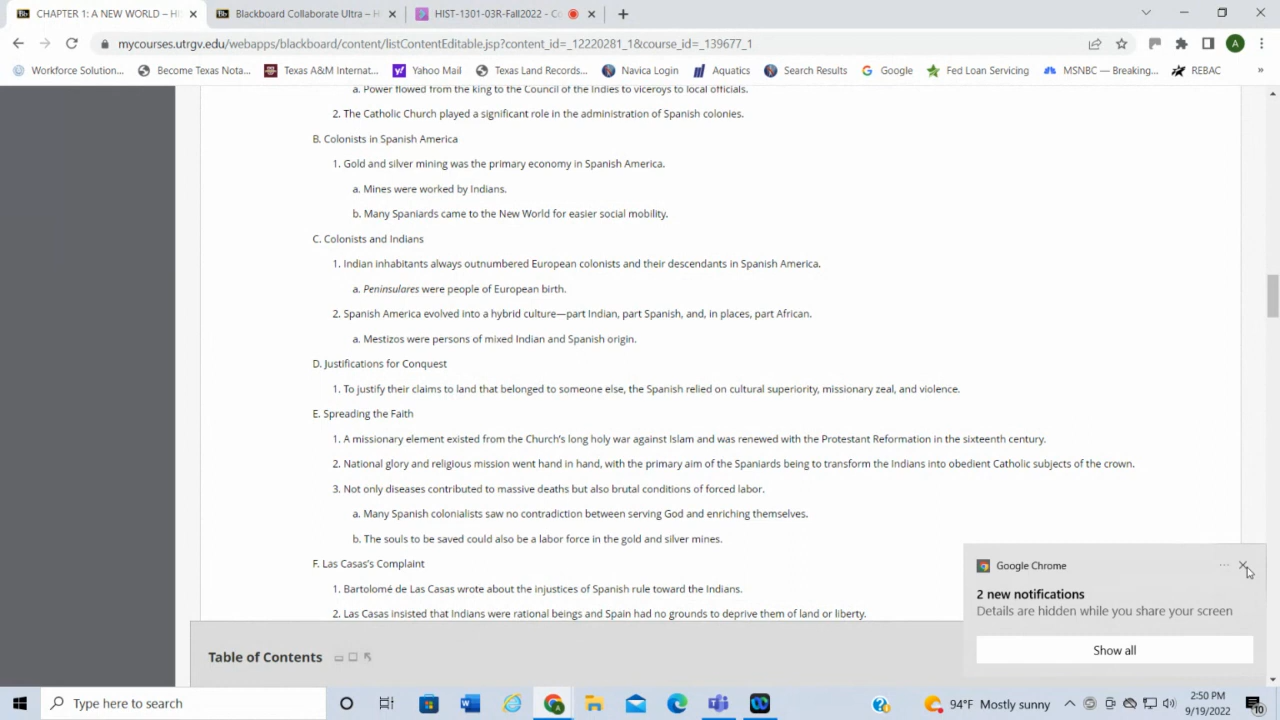 CHAPTER 1: A NEW WORLD – HI
Blackboard Collaborate Ultra – H
HIST-1301-03R-Fall2022 - Co
mycourses.utrgv.edu/webapps/blackboard/content/listContentEditable.jsp?content_id=_12220281_1&course_id=_139677_1
A
Workforce Solution...
Become Texas Nota...
Texas A&M Internat...
Yahoo Mail
Texas Land Records...
Navica Login
Aquatics
Search Results
Google
Fed Loan Servicing
MSNBC — Breaking...
REBAC
»
a. Power flowed from the king to the Council of the Indies to viceroys to local officials.
2. The Catholic Church played a significant role in the administration of Spanish colonies.
B. Colonists in Spanish America
1. Gold and silver mining was the primary economy in Spanish America.
a. Mines were worked by Indians.
b. Many Spaniards came to the New World for easier social mobility.
C. Colonists and Indians
1. Indian inhabitants always outnumbered European colonists and their descendants in Spanish America.
a. Peninsulares were people of European birth.
2. Spanish America evolved into a hybrid culture—part Indian, part Spanish, and, in places, part African.
a. Mestizos were persons of mixed Indian and Spanish origin.
D. Justifications for Conquest
1. To justify their claims to land that belonged to someone else, the Spanish relied on cultural superiority, missionary zeal, and violence.
E. Spreading the Faith
1. A missionary element existed from the Church's long holy war against Islam and was renewed with the Protestant Reformation in the sixteenth century.
2. National glory and religious mission went hand in hand, with the primary aim of the Spaniards being to transform the Indians into obedient Catholic subjects of the crown.
3. Not only diseases contributed to massive deaths but also brutal conditions of forced labor.
a. Many Spanish colonialists saw no contradiction between serving God and enriching themselves.
b. The souls to be saved could also be a labor force in the gold and silver mines.
F. Las Casas's Complaint
1. Bartolomé de Las Casas wrote about the injustices of Spanish rule toward the Indians.
2. Las Casas insisted that Indians were rational beings and Spain had no grounds to deprive them of land or liberty.
Google Chrome
2 new notifications
Details are hidden while you share your screen
Show all
Table of Contents
Type here to search
94°F Mostly sunny
2:50 PM
9/19/2022
10